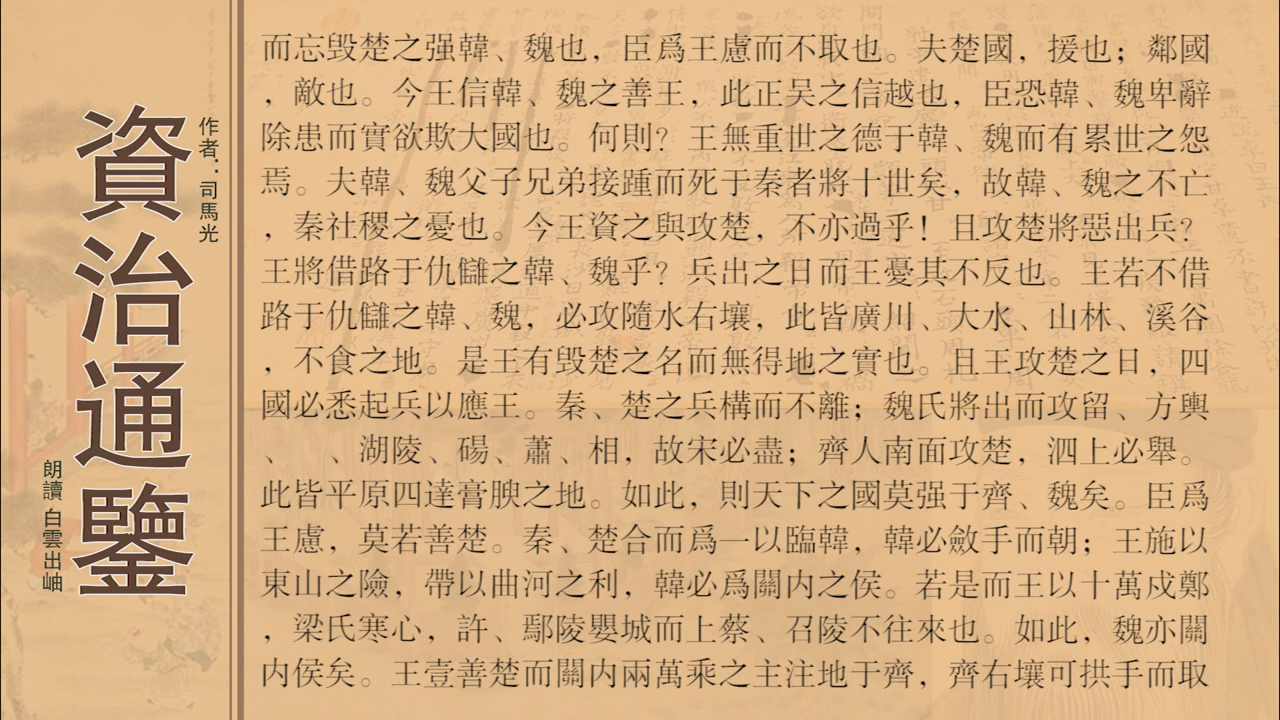 資治通鑒
作者：司馬光
朗讀 白雲出岫
而忘毀楚之强韓、魏也，臣爲王慮而不取也。夫楚國，援也；鄰國
，敵也。今王信韓、魏之善王，此正吴之信越也，臣恐韓、魏卑辭
除患而實欲欺大國也。何則？王無重世之德于韓、魏而有累世之怨
焉。夫韓、魏父子兄弟接踵而死于秦者將十世矣，故韓、魏之不亡
，秦社稷之憂也。今王資之與攻楚，不亦過乎！且攻楚將惡出兵？
王將借路于仇讎之韓、魏乎？兵出之日而王憂其不反也。王若不借
路于仇讎之韓、魏，必攻隨水右壤，此皆廣川、大水、山林、溪谷
，不食之地。是王有毀楚之名而無得地之實也。且王攻楚之日，四
國必悉起兵以應王。秦、楚之兵構而不離；魏氏將出而攻留、方輿
、　、湖陵、碭、蕭、相，故宋必盡；齊人南面攻楚，泗上必舉。
此皆平原四達膏腴之地。如此，則天下之國莫强于齊、魏矣。臣爲
王慮，莫若善楚。秦、楚合而爲一以臨韓，韓必斂手而朝；王施以
東山之險，帶以曲河之利，韓必爲關内之侯。若是而王以十萬戍鄭
，梁氏寒心，許、鄢陵嬰城而上蔡、召陵不往來也。如此，魏亦關
内侯矣。王壹善楚而關内兩萬乘之主注地于齊，齊右壤可拱手而取